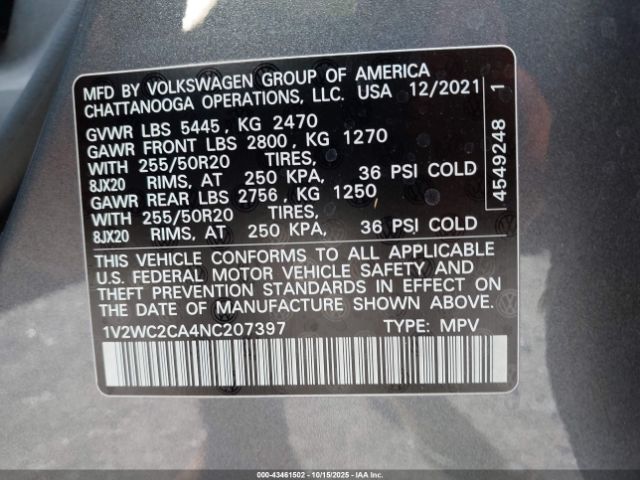 MFD BY VOLKSWAGEN GROUP OF AMERICA
CHATTANOOGA OPERATIONS, LLC. USA 12/2021
GVWR LBS 5445, KG 2470
GAWR FRONT LBS 2800, KG 1270
WITH 255/50R20 TIRES,
8JX20 RIMS, AT 250 KPA, 36 PSI COLD
GAWR REAR LBS 2756, KG 1250
WITH 255/50R20 TIRES,
8JX20 RIMS, AT 250 KPA, 36 PSI COLD
4549248 1
THIS VEHICLE CONFORMS TO ALL APPLICABLE
U.S. FEDERAL MOTOR VEHICLE SAFETY AND
THEFT PREVENTION STANDARDS IN EFFECT ON
THE DATE OF MANUFACTURE SHOWN ABOVE.
1V2WC2CA4NC207397 TYPE: MPV
000-43461502 - 10/15/2025 - IAAI.COM